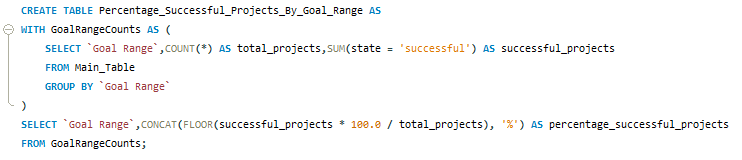 CREATE TABLE Percentage_Successful_Projects_By_Goal_Range AS
WITH GoalRangeCounts AS (
SELECT `Goal Range`,COUNT(*) AS total_projects,SUM(state = 'successful') AS successful_projects
FROM Main_Table
GROUP BY `Goal Range`
)
SELECT `Goal Range`,CONCAT(FLOOR(successful_projects * 100.0 / total_projects), '%') AS percentage_successful_projects
FROM GoalRangeCounts;